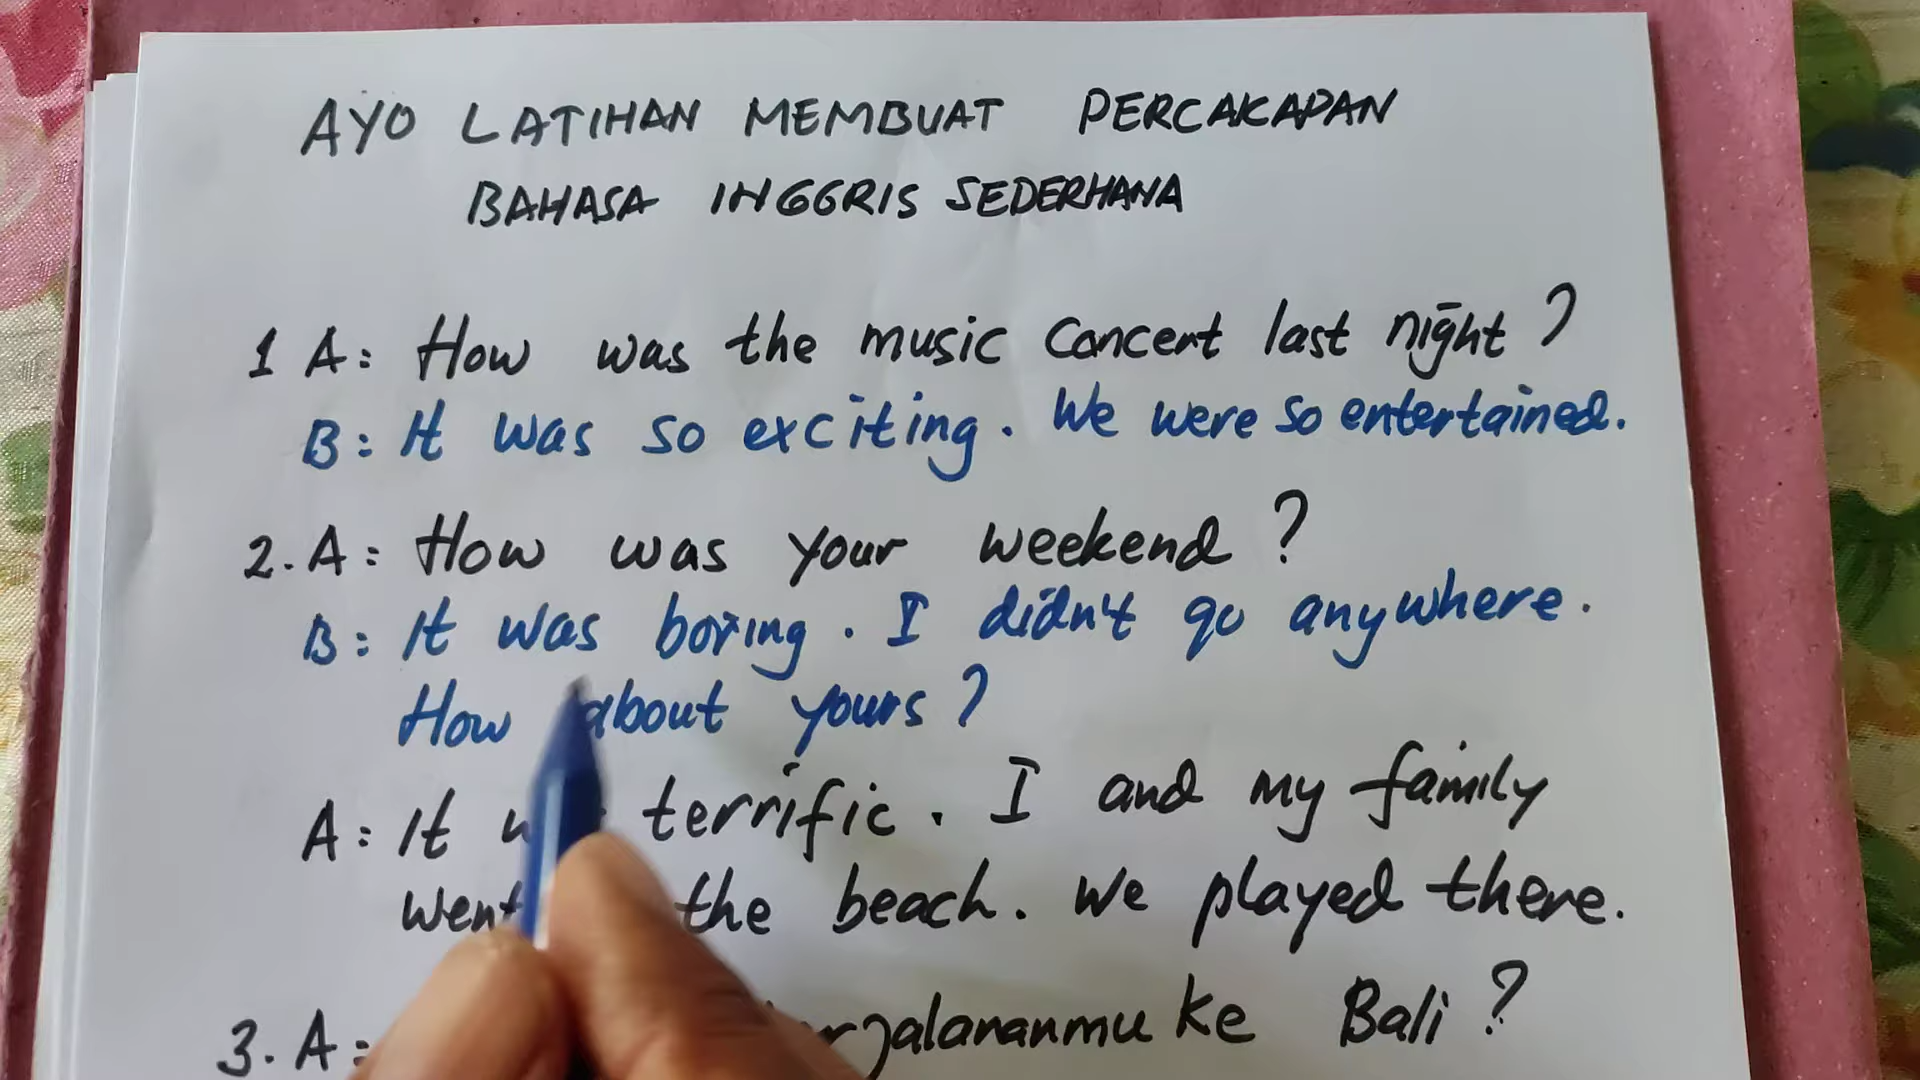 AYO LATIHAN MEMBUAT PERCAKAPAN
BAHASA INGGRIS SEDERHANA
1 A: How was the music concert last night?
B: It was so exciting. We were so entertained.
2. A: How was your weekend?
B: It was boring. I didn't go anywhere.
How about yours?
A: It terrific. I and my family
went the beach. We played there.
3. A: ke Bali?